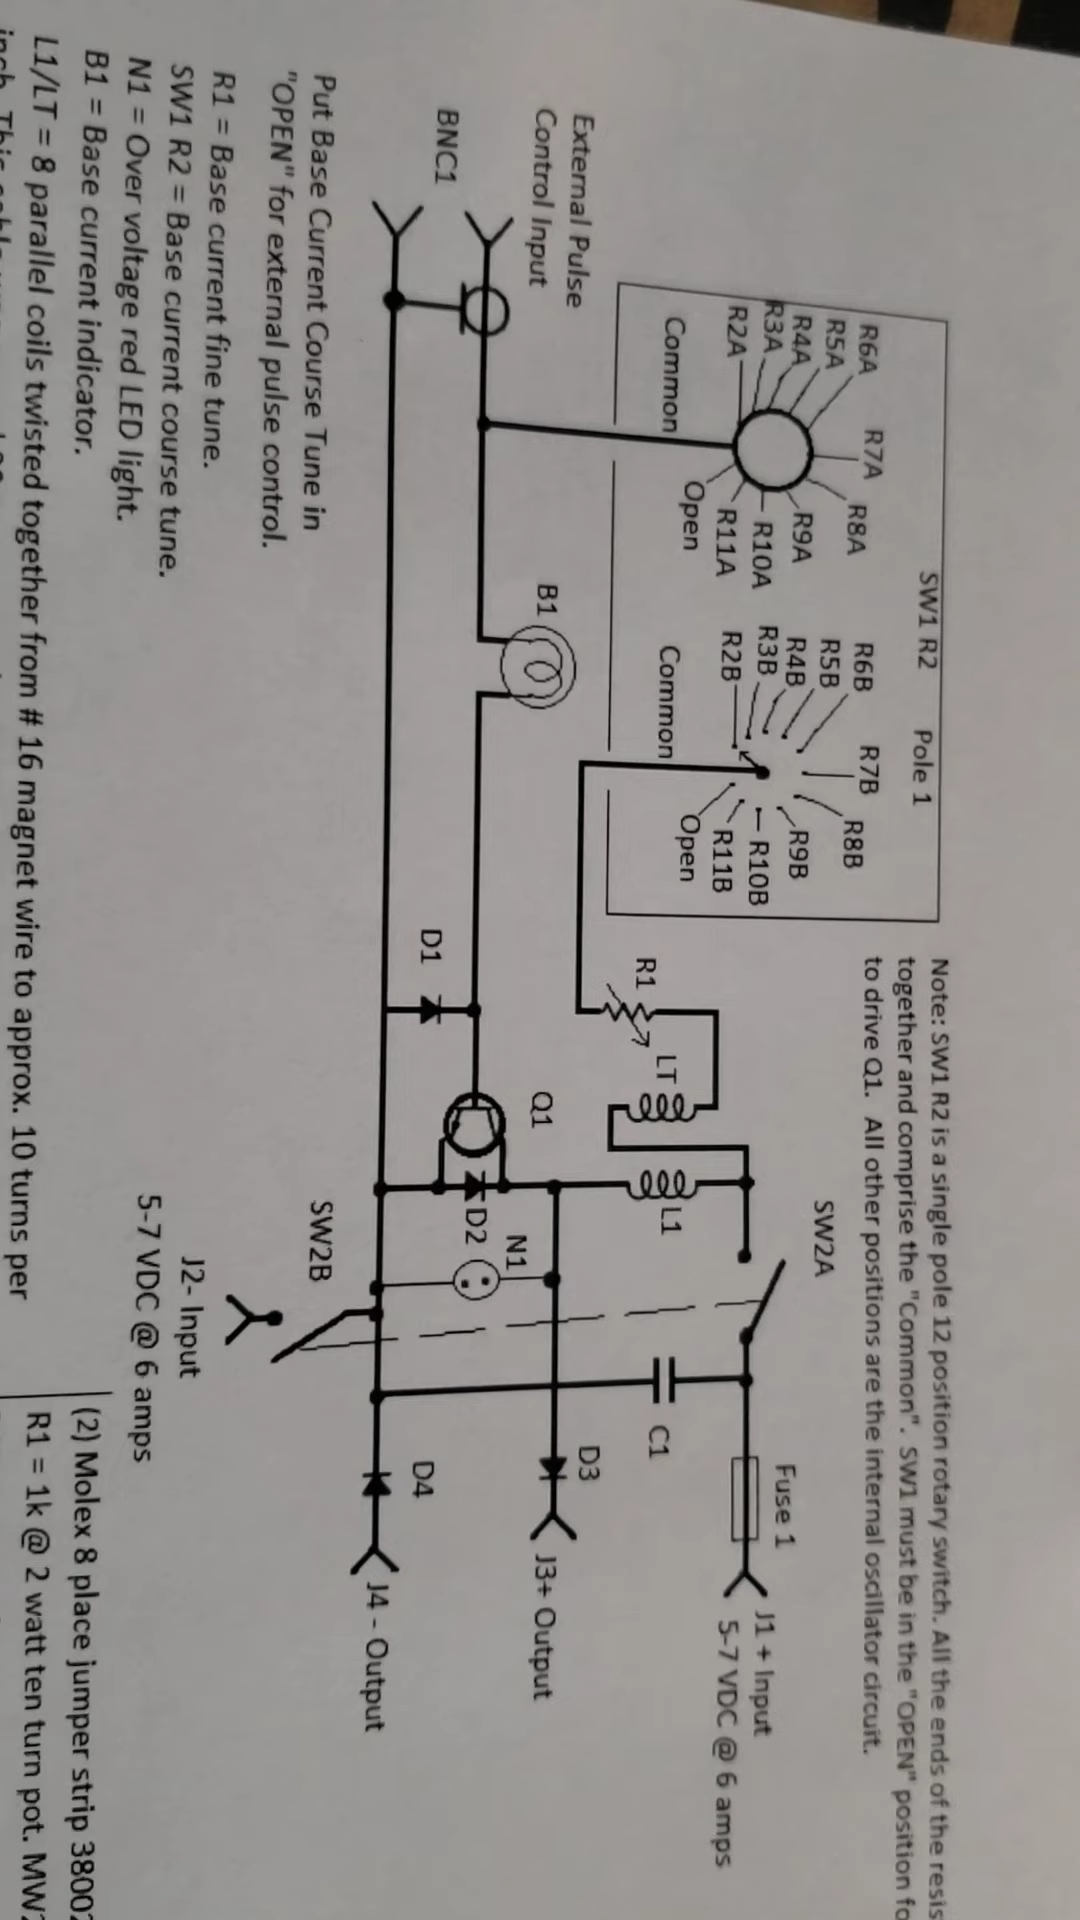 Note: SW1 R2 is a single pole 12 position rotary switch. All the ends of the
together and comprise the "Common". SW1 must be in the "OPEN" position
to drive Q1. All other positions are the internal oscillator circuit.
SW1 R2 Pole 1
R6A
R5A
R4A
R3A
R2A
R7A
R8A
R9A
R10A
R11A
Open
Common
R6B
R5B
R4B
R3B
R2B
R7B
R8B
R9B
R10B
R11B
Open
Common
External Pulse
Control Input
BNC1
B1
R1
LT
L1
SW2A
Fuse 1
J1 + Input
5-7 VDC @ 6 amps
C1
D1
Q1
D2
N1
D3
J3+ Output
D4
J4 - Output
SW2B
J2- Input
5-7 VDC @ 6 amps
Put Base Current Course Tune in
"OPEN" for external pulse control.
R1 = Base current fine tune.
SW1 R2 = Base current course tune.
N1 = Over voltage red LED light.
B1 = Base current indicator.
L1/LT = 8 parallel coils twisted together from # 16 magnet wire to approx. 10 turns per
inch. This
(2) Molex 8 place jumper strip
R1 = 1k @ 2 watt ten turn pot.